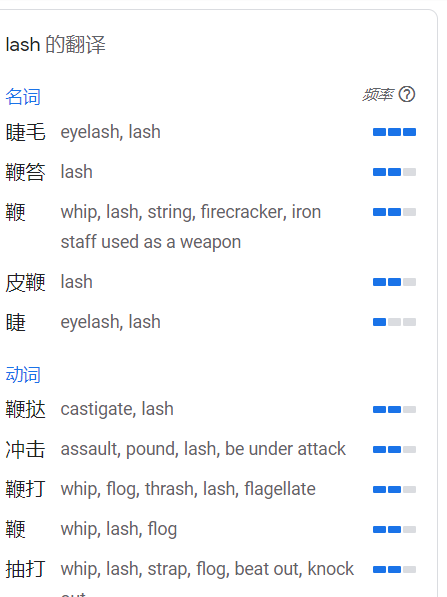 lash 的翻译
名词 频率
睫毛 eyelash, lash
鞭笞 lash
鞭 whip, lash, string, firecracker, iron
staff used as a weapon
皮鞭 lash
睫 eyelash, lash
动词
鞭挞 castigate, lash
冲击 assault, pound, lash, be under attack
鞭打 whip, flog, thrash, lash, flagellate
鞭 whip, lash, flog
抽打 whip, lash, strap, flog, beat out, knock